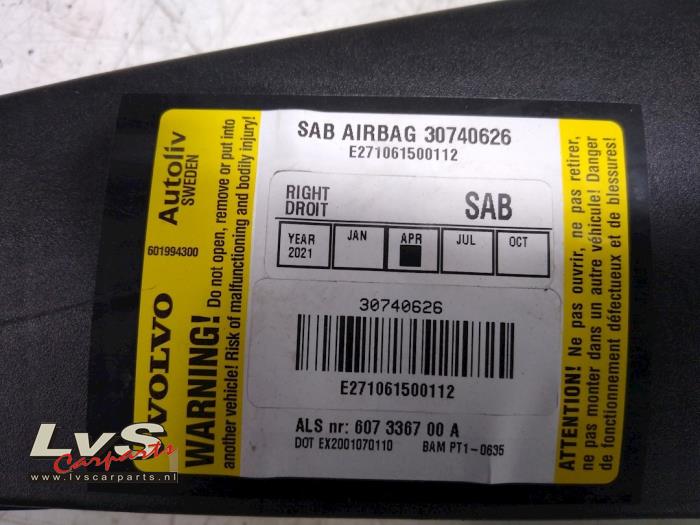 SAB AIRBAG 30740626
E271061500112
RIGHT
DROIT
SAB
YEAR
2021
JAN
APR
JUL
OCT
30740626
E271061500112
ALS nr: 607 3367 00 A
DOT EX2001070110 BAM PT1-0635
VOLVO
Autoliv
SWEDEN
601994300
WARNING! Do not open, remove or put into
another vehicle! Risk of malfunctioning and bodily injury!
ATTENTION! Ne pas ouvrir, ne pas retirer,
ne pas monter dans un autre véhicule! Danger
de fonctionnement défectueux et de blessures!
LvS
Carparts
www.lvscarparts.nl